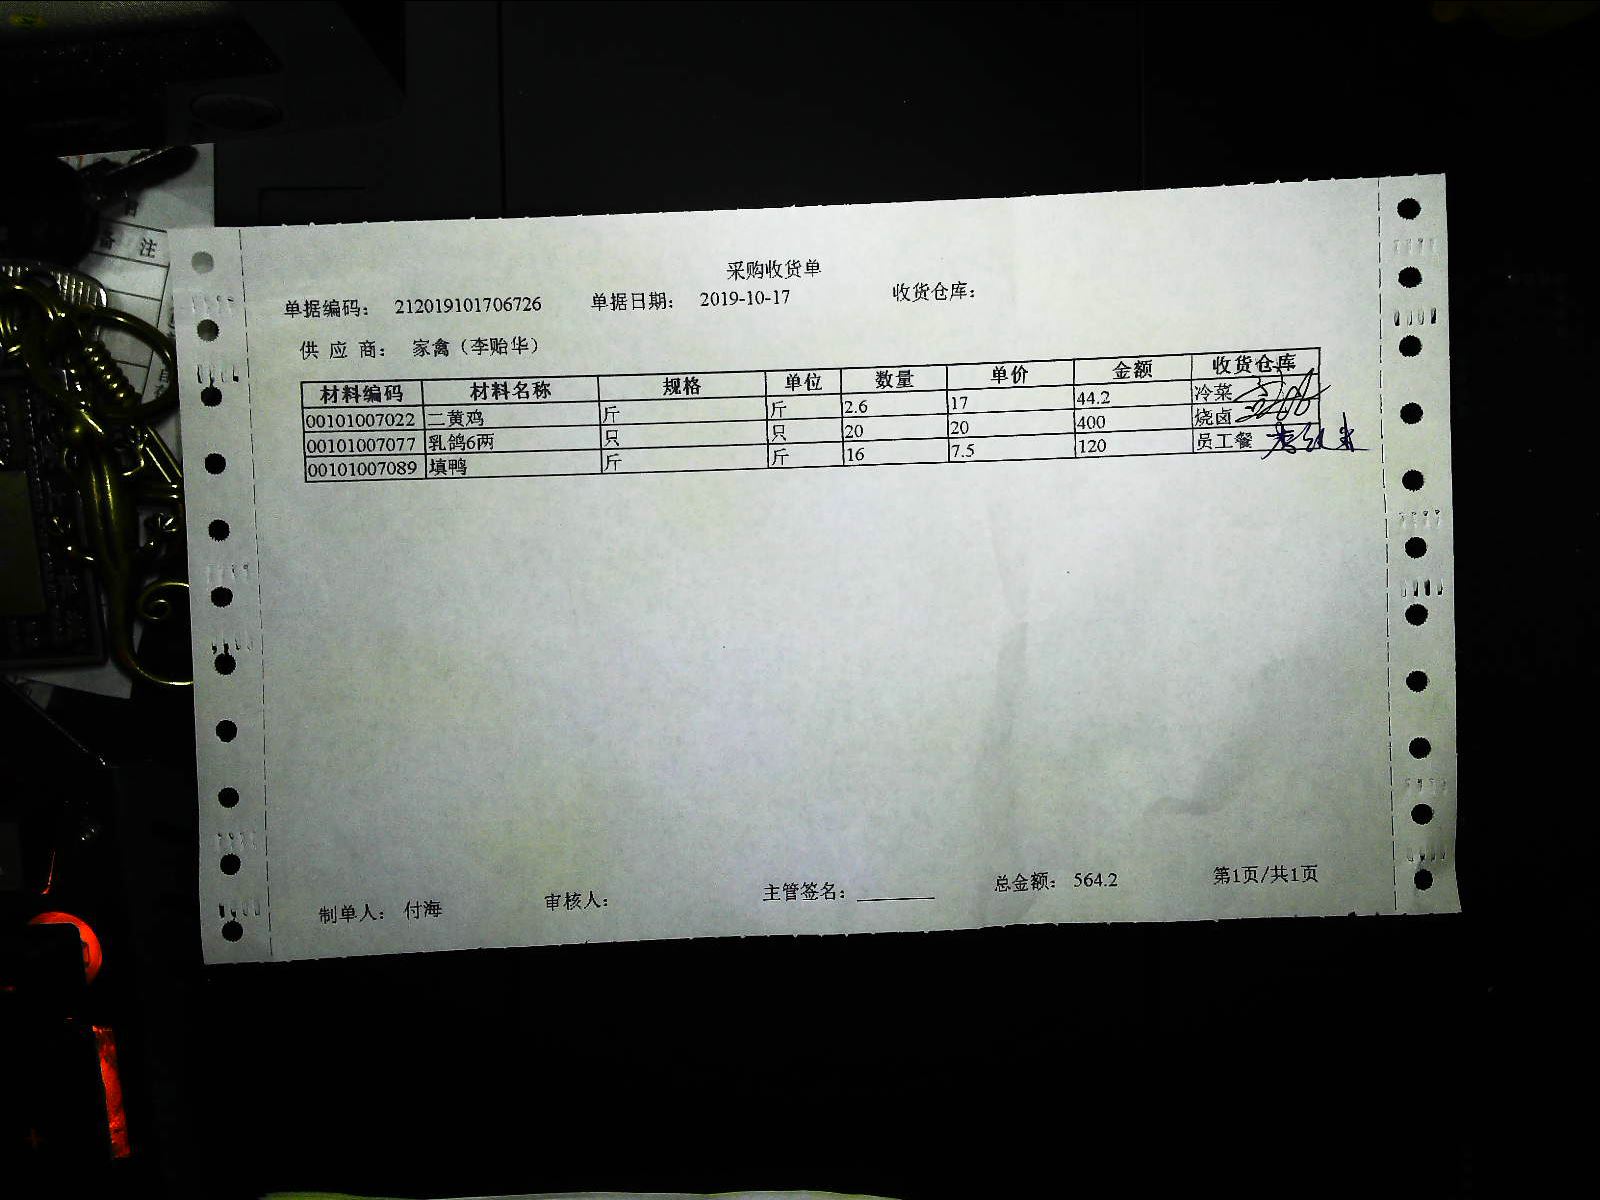 备 注
采购收货单
单据编码： 212019101706726 单据日期： 2019-10-17 收货仓库：
供 应 商： 家禽（李贻华）
材料编码 材料名称 规格 单位 数量 单价 金额 收货仓库
00101007022 二黄鸡 斤 斤 2.6 17 44.2 冷菜
00101007077 乳鸽6两 只 只 20 20 400 烧卤
00101007089 填鸭 斤 斤 16 7.5 120 员工餐
制单人： 付海 审核人： 主管签名： 总金额： 564.2 第1页/共1页